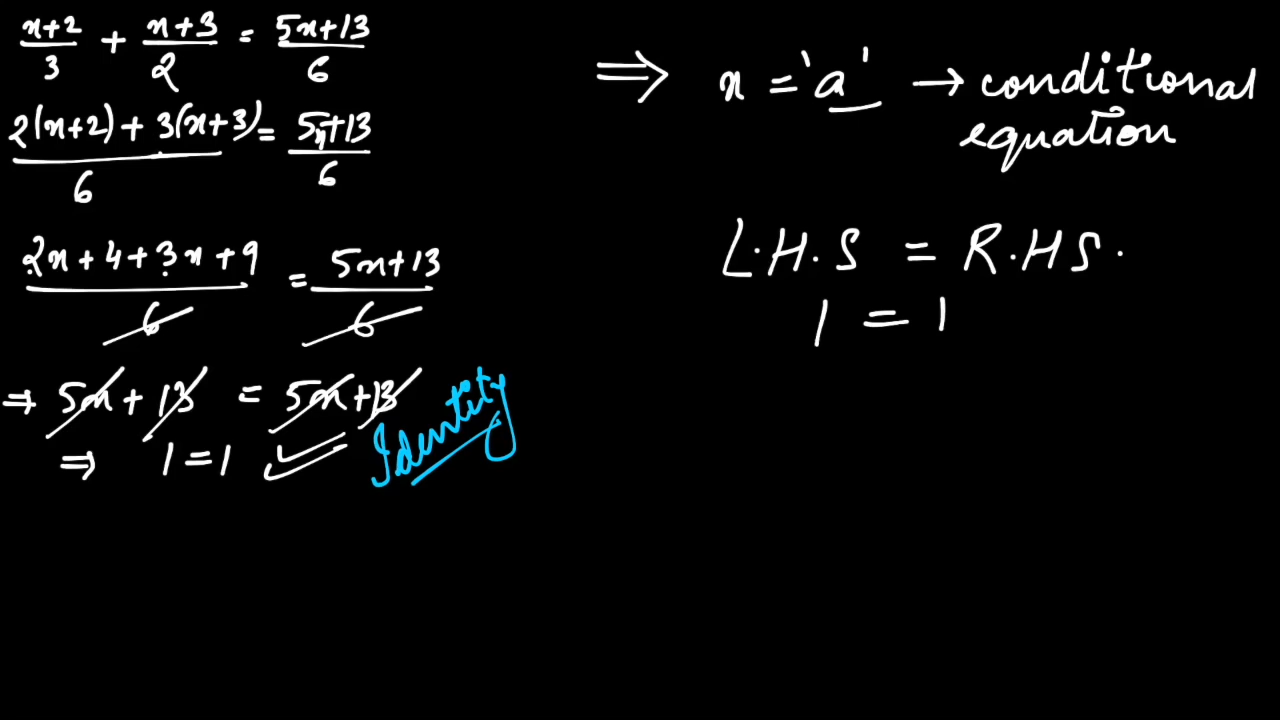 x+2/3 + x+3/2 = 5x+13/6
2(x+2) + 3(x+3)/6 = 5x+13/6
2x + 4 + 3x + 9/6 = 5x+13/6
⇒ 5x + 13 = 5x + 13
⇒ 1 = 1 Identity
⇒ x = 'a' → conditional
equation
L.H.S = R.HS.
1 = 1